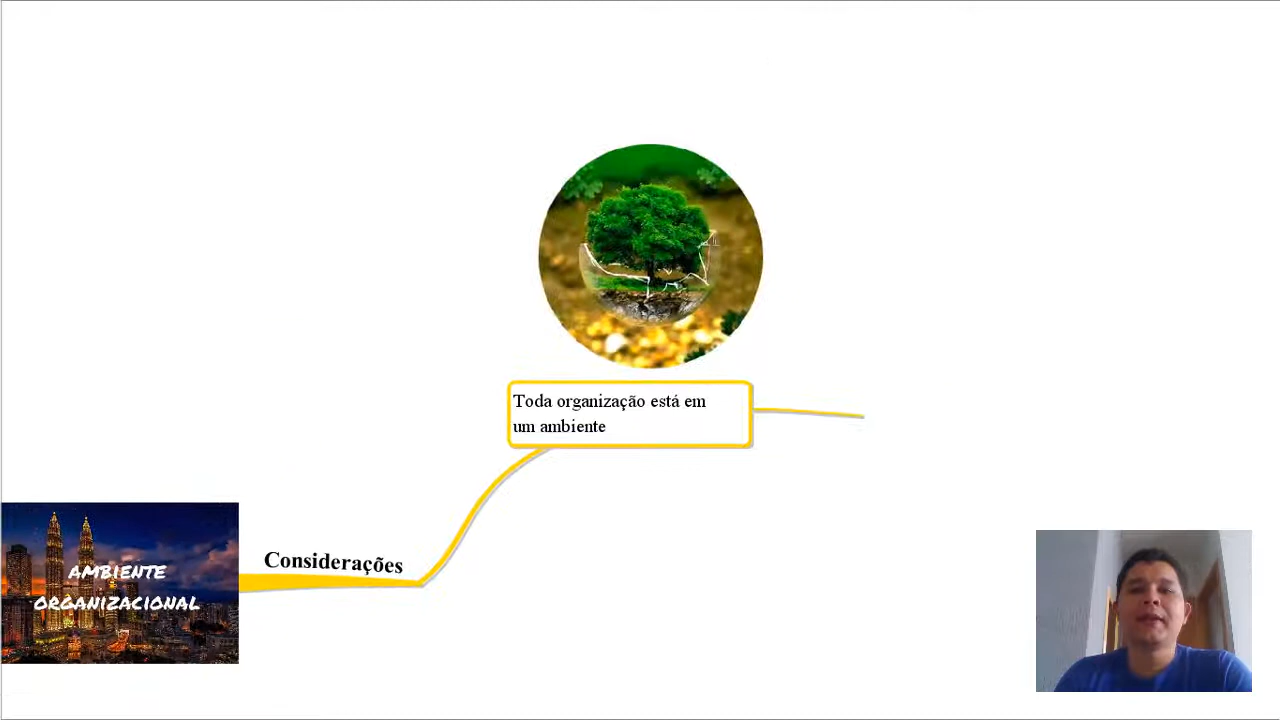 Toda organização está em
um ambiente
Considerações
AMBIENTE
ORGANIZACIONAL